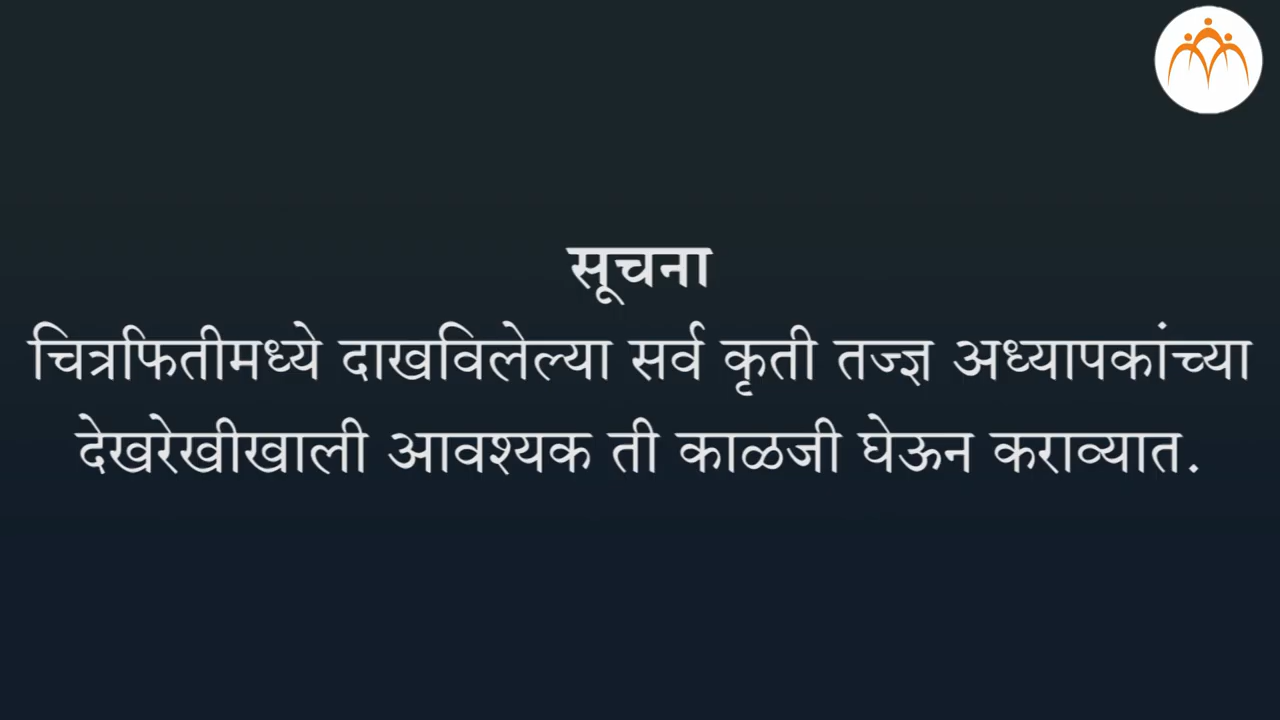 सूचना
चित्रफितीमध्ये दाखविलेल्या सर्व कृती तज्ज्ञ अध्यापकांच्या
देखरेखीखाली आवश्यक ती काळजी घेऊन कराव्यात.